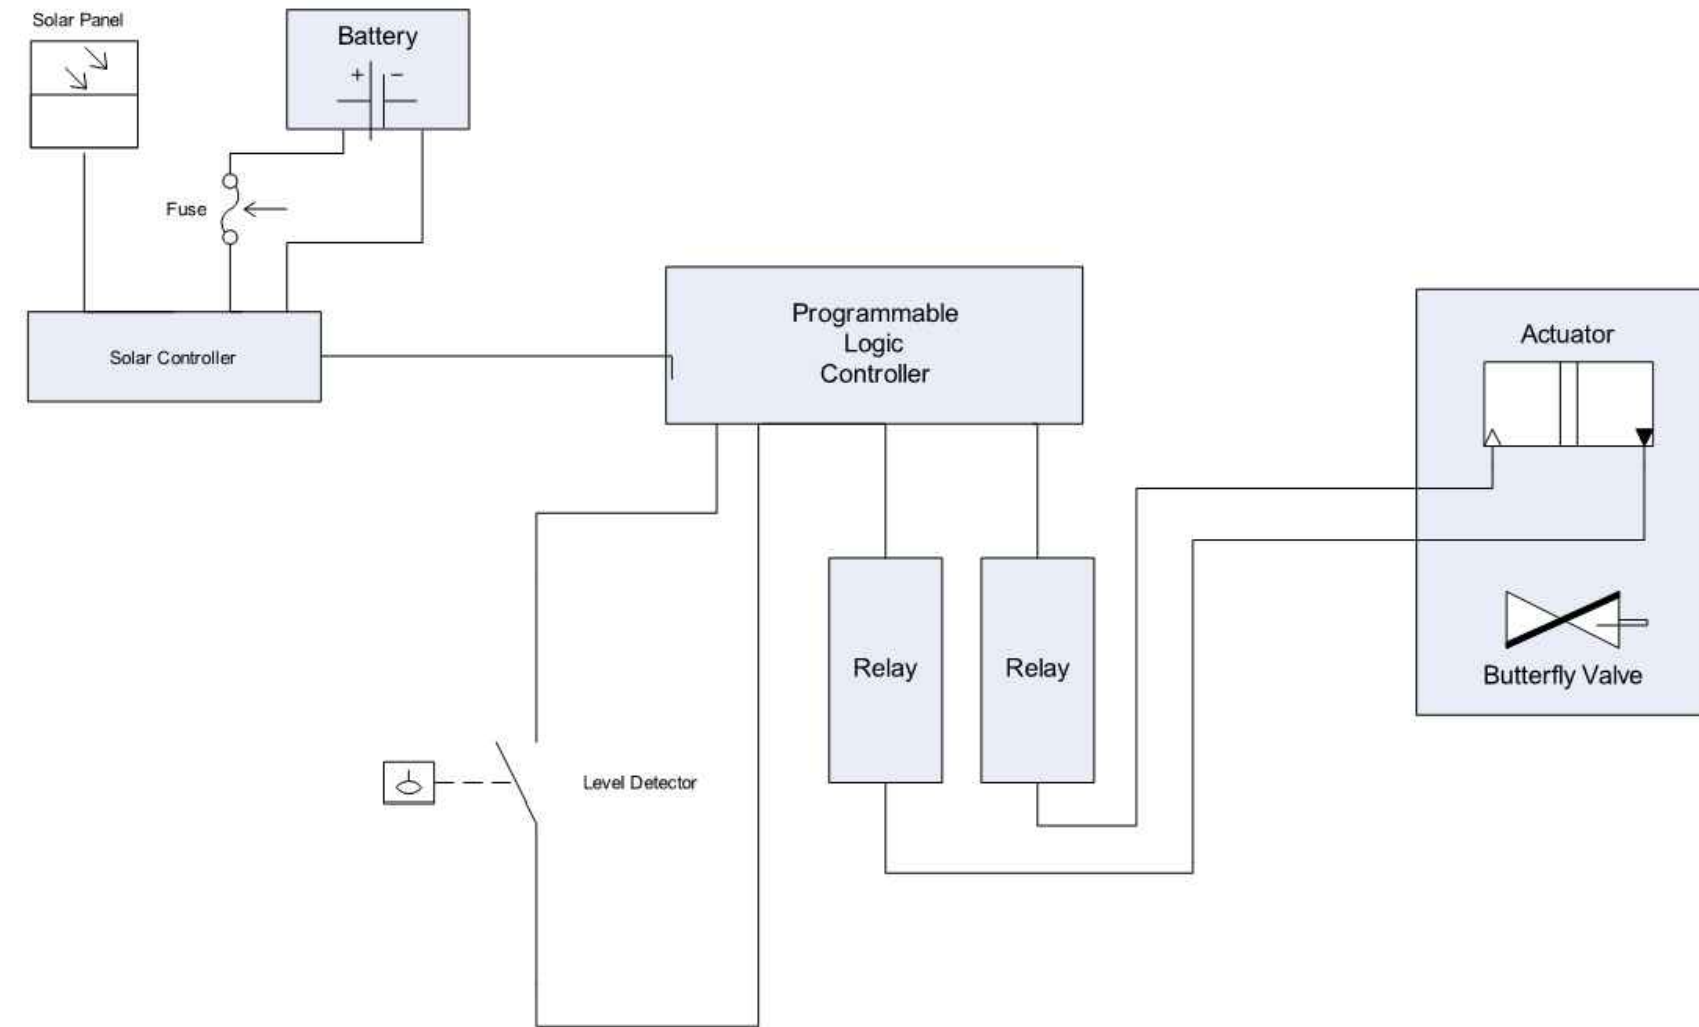 Solar Panel
Battery
+ −
Fuse
Solar Controller
Programmable
Logic
Controller
Actuator
Relay
Relay
Butterfly Valve
Level Detector